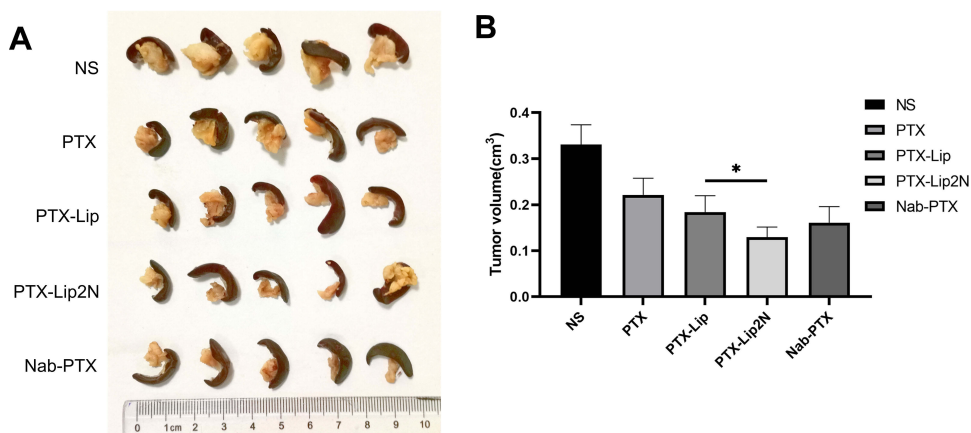 A
NS
PTX
PTX-Lip
PTX-Lip2N
Nab-PTX
0 1cm 2 3 4 5 6 7 8 9 10
B
Tumor volume(cm³)
0.4
0.3
0.2
0.1
0.0
*
NS
PTX
PTX-Lip
PTX-Lip2N
Nab-PTX
NS
PTX
PTX-Lip
PTX-Lip2N
Nab-PTX